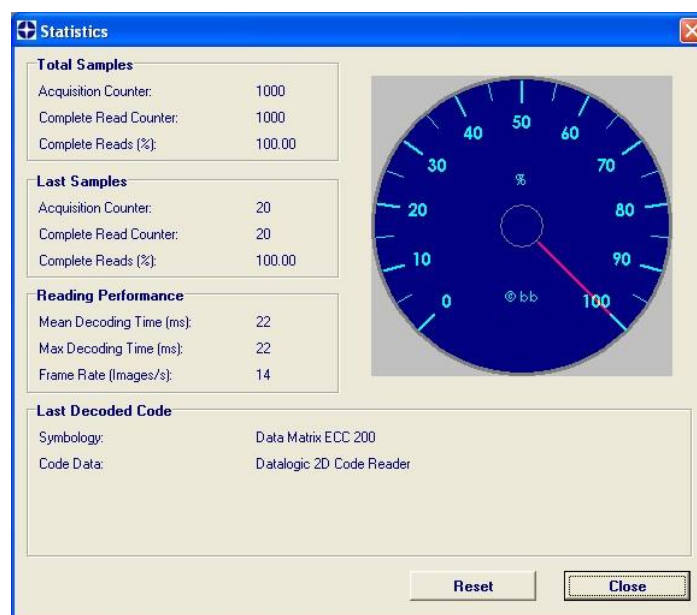 Statistics
Total Samples
Acquisition Counter: 1000
Complete Read Counter: 1000
Complete Reads (%): 100.00
Last Samples
Acquisition Counter: 20
Complete Read Counter: 20
Complete Reads (%): 100.00
Reading Performance
Mean Decoding Time (ms): 22
Max Decoding Time (ms): 22
Frame Rate (Images/s): 14
0
10
20
30
40
50
60
70
80
90
100
%
© bb
Last Decoded Code
Symbology: Data Matrix ECC 200
Code Data: Datalogic 2D Code Reader
Reset Close